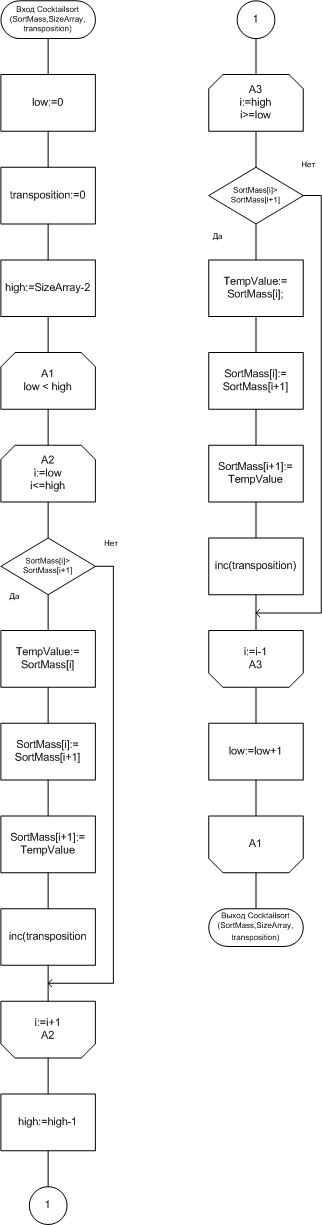 Вход Cocktailsort
(SortMass,SizeArray,
transposition)
low:=0
transposition:=0
high:=SizeArray-2
A1
low < high
A2
i:=low
i<=high
SortMass[i]>
SortMass[i+1]
Нет
Да
TempValue:=
SortMass[i]
SortMass[i]:=
SortMass[i+1]
SortMass[i+1]:=
TempValue
inc(transposition
i:=i+1
A2
high:=high-1
1
1
A3
i:=high
i>=low
SortMass[i]>
SortMass[i+1]
Нет
Да
TempValue:=
SortMass[i];
SortMass[i]:=
SortMass[i+1]
SortMass[i+1]:=
TempValue
inc(transposition)
i:=i-1
A3
low:=low+1
A1
Выход Cocktailsort
(SortMass,SizeArray,
transposition)